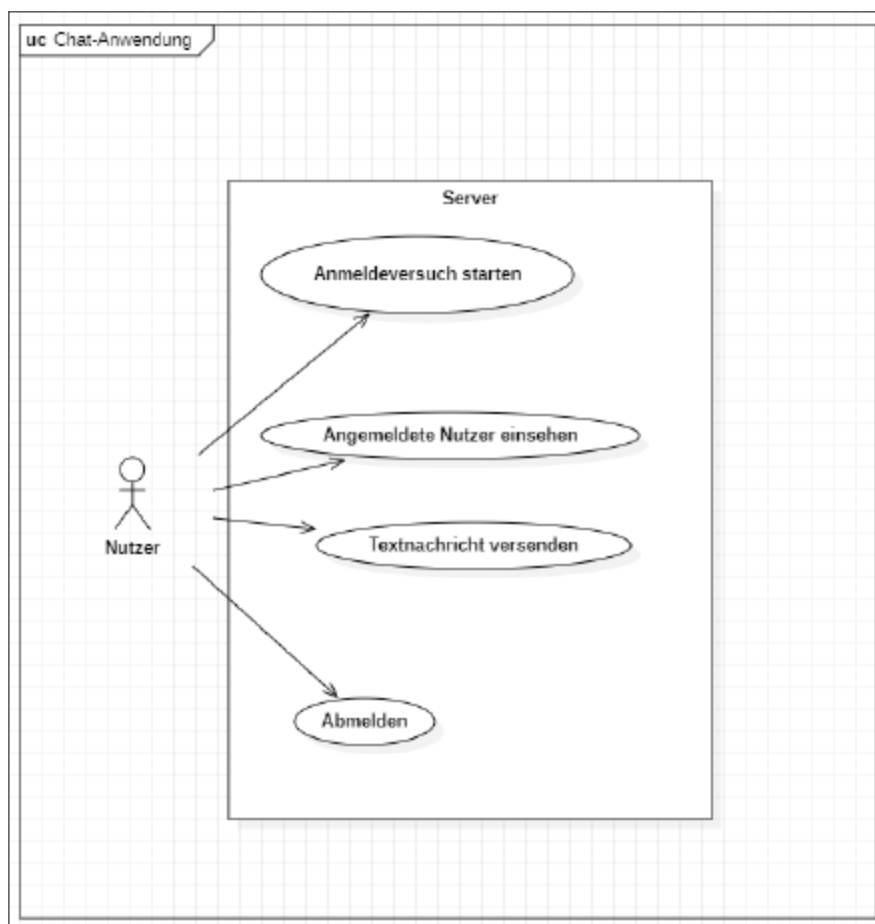 uc Chat-Anwendung
Server
Anmeldeversuch starten
Angemeldete Nutzer einsehen
Textnachricht versenden
Nutzer
Abmelden